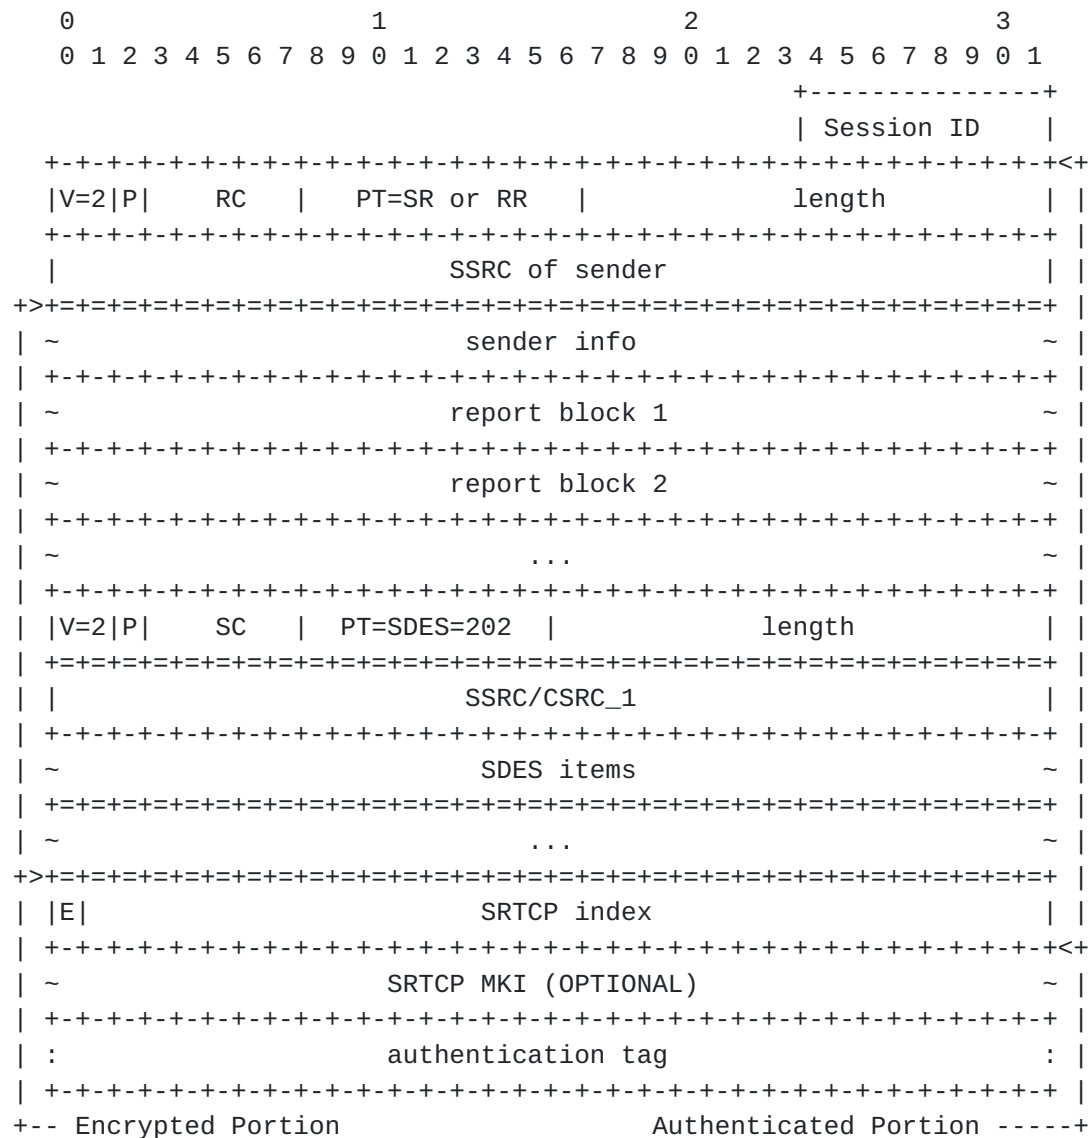 0                   1                   2                   3
0 1 2 3 4 5 6 7 8 9 0 1 2 3 4 5 6 7 8 9 0 1 2 3 4 5 6 7 8 9 0 1
                                                  +---------------+
                                                  | Session ID    |
  +-+-+-+-+-+-+-+-+-+-+-+-+-+-+-+-+-+-+-+-+-+-+-+-+-+-+-+-+-+-+-+-+<+
  |V=2|P|    RC   |   PT=SR or RR   |             length          | |
  +-+-+-+-+-+-+-+-+-+-+-+-+-+-+-+-+-+-+-+-+-+-+-+-+-+-+-+-+-+-+-+-+ |
  |                         SSRC of sender                        | |
+>+=+=+=+=+=+=+=+=+=+=+=+=+=+=+=+=+=+=+=+=+=+=+=+=+=+=+=+=+=+=+=+=+ |
| ~                          sender info                          ~ |
| +-+-+-+-+-+-+-+-+-+-+-+-+-+-+-+-+-+-+-+-+-+-+-+-+-+-+-+-+-+-+-+-+ |
| ~                         report block 1                        ~ |
| +-+-+-+-+-+-+-+-+-+-+-+-+-+-+-+-+-+-+-+-+-+-+-+-+-+-+-+-+-+-+-+-+ |
| ~                         report block 2                        ~ |
| +-+-+-+-+-+-+-+-+-+-+-+-+-+-+-+-+-+-+-+-+-+-+-+-+-+-+-+-+-+-+-+-+ |
| ~                              ...                              ~ |
| +-+-+-+-+-+-+-+-+-+-+-+-+-+-+-+-+-+-+-+-+-+-+-+-+-+-+-+-+-+-+-+-+ |
| |V=2|P|    SC   |  PT=SDES=202  |             length            | |
| +=+=+=+=+=+=+=+=+=+=+=+=+=+=+=+=+=+=+=+=+=+=+=+=+=+=+=+=+=+=+=+=+ |
| |                          SSRC/CSRC_1                          | |
| +-+-+-+-+-+-+-+-+-+-+-+-+-+-+-+-+-+-+-+-+-+-+-+-+-+-+-+-+-+-+-+-+ |
| ~                           SDES items                          ~ |
| +=+=+=+=+=+=+=+=+=+=+=+=+=+=+=+=+=+=+=+=+=+=+=+=+=+=+=+=+=+=+=+=+ |
| ~                              ...                              ~ |
+>+=+=+=+=+=+=+=+=+=+=+=+=+=+=+=+=+=+=+=+=+=+=+=+=+=+=+=+=+=+=+=+=+ |
| |E|                         SRTCP index                         | |
| +-+-+-+-+-+-+-+-+-+-+-+-+-+-+-+-+-+-+-+-+-+-+-+-+-+-+-+-+-+-+-+-+<+
| ~                     SRTCP MKI (OPTIONAL)                      ~ |
| +-+-+-+-+-+-+-+-+-+-+-+-+-+-+-+-+-+-+-+-+-+-+-+-+-+-+-+-+-+-+-+-+ |
| :                     authentication tag                        : |
| +-+-+-+-+-+-+-+-+-+-+-+-+-+-+-+-+-+-+-+-+-+-+-+-+-+-+-+-+-+-+-+-+ |
+-- Encrypted Portion                    Authenticated Portion -----+